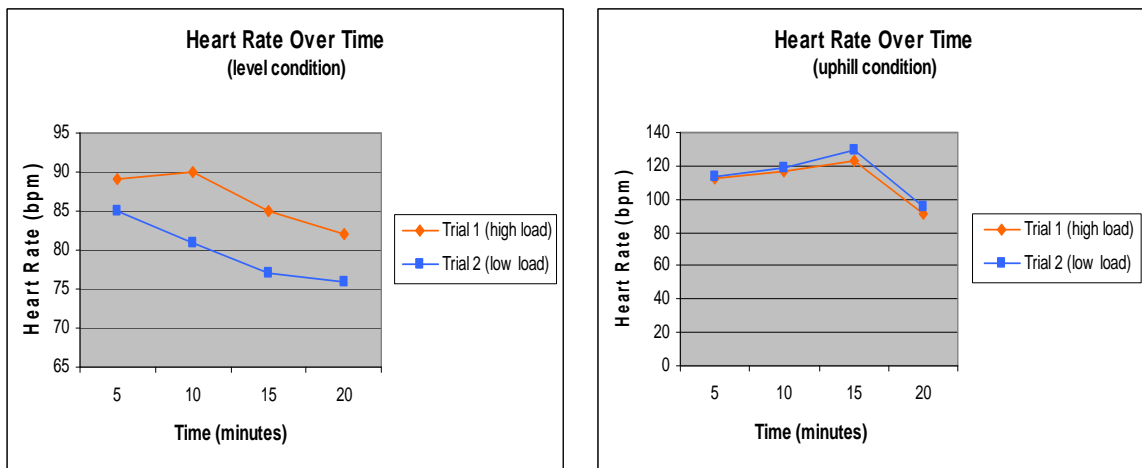 Heart Rate Over Time
(level condition)
95
90
85
80
75
70
65
Heart Rate (bpm)
5 10 15 20
Time (minutes)
Trial 1 (high load)
Trial 2 (low load)
Heart Rate Over Time
(uphill condition)
140
120
100
80
60
40
20
0
Heart Rate (bpm)
5 10 15 20
Time (minutes)
Trial 1 (high load)
Trial 2 (low load)